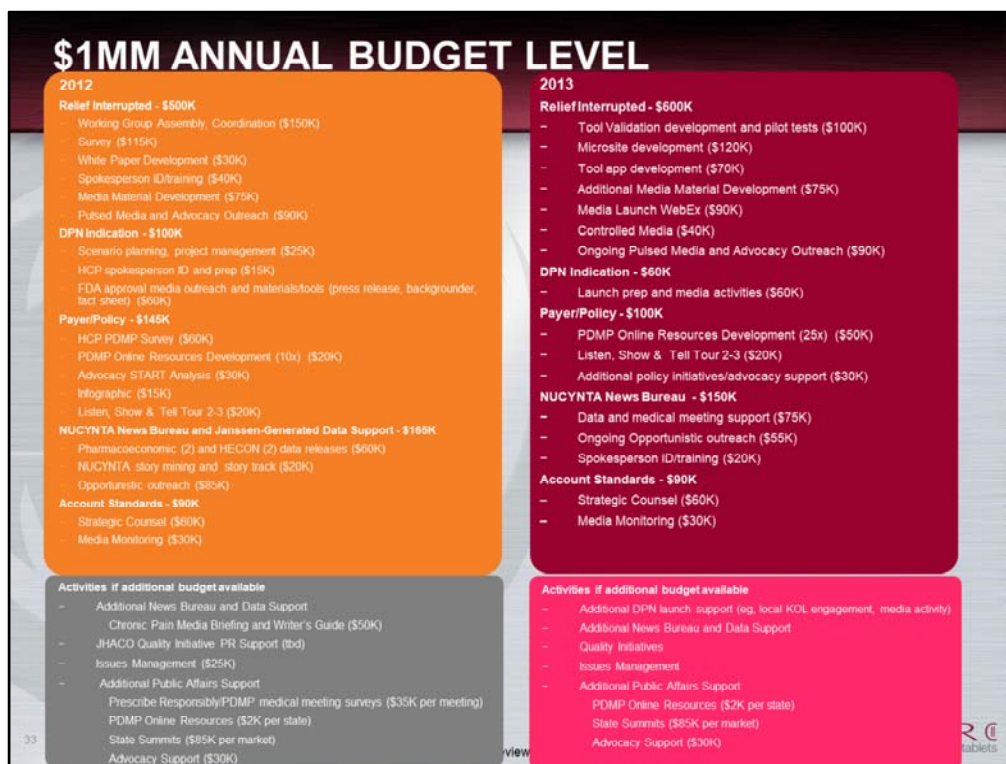 $1MM ANNUAL BUDGET LEVEL
2012
Relief Interrupted - $500K
– Working Group Assembly, Coordination ($150K)
– Survey ($115K)
– White Paper Development ($30K)
– Spokesperson ID/training ($40K)
– Media Material Development ($75K)
– Pulsed Media and Advocacy Outreach ($90K)
DPN Indication - $100K
– Scenario planning, project management ($25K)
– HCP spokesperson ID and prep ($15K)
– FDA approval media outreach and materials/tools (press release, backgrounder,
fact sheet) ($60K)
Payer/Policy - $145K
– HCP PDMP Survey ($60K)
– PDMP Online Resources Development (10x) ($20K)
– Advocacy START Analysis ($30K)
– Infographic ($15K)
– Listen, Show & Tell Tour 2-3 ($20K)
NUCYNTA News Bureau and Janssen-Generated Data Support - $165K
– Pharmacoeconomic (2) and HECON (2) data releases ($60K)
– NUCYNTA story mining and story track ($20K)
– Opportunistic outreach ($85K)
Account Standards - $90K
– Strategic Counsel ($60K)
– Media Monitoring ($30K)
Activities if additional budget available
– Additional News Bureau and Data Support
Chronic Pain Media Briefing and Writer's Guide ($50K)
– JHACO Quality Initiative PR Support (tbd)
– Issues Management ($25K)
– Additional Public Affairs Support
Prescribe Responsibly/PDMP medical meeting surveys ($35K per meeting)
PDMP Online Resources ($2K per state)
State Summits ($85K per market)
Advocacy Support ($30K)
2013
Relief Interrupted - $600K
– Tool Validation development and pilot tests ($100K)
– Microsite development ($120K)
– Tool app development ($70K)
– Additional Media Material Development ($75K)
– Media Launch WebEx ($90K)
– Controlled Media ($40K)
– Ongoing Pulsed Media and Advocacy Outreach ($90K)
DPN Indication - $60K
– Launch prep and media activities ($60K)
Payer/Policy - $100K
– PDMP Online Resources Development (25x) ($50K)
– Listen, Show & Tell Tour 2-3 ($20K)
– Additional policy initiatives/advocacy support ($30K)
NUCYNTA News Bureau - $150K
– Data and medical meeting support ($75K)
– Ongoing Opportunistic outreach ($55K)
– Spokesperson ID/training ($20K)
Account Standards - $90K
– Strategic Counsel ($60K)
– Media Monitoring ($30K)
Activities if additional budget available
– Additional DPN launch support (eg, local KOL engagement, media activity)
– Additional News Bureau and Data Support
– Quality Initiatives
– Issues Management
– Additional Public Affairs Support
PDMP Online Resources ($2K per state)
State Summits ($85K per market)
Advocacy Support ($30K)
33
view
R CII
tablets